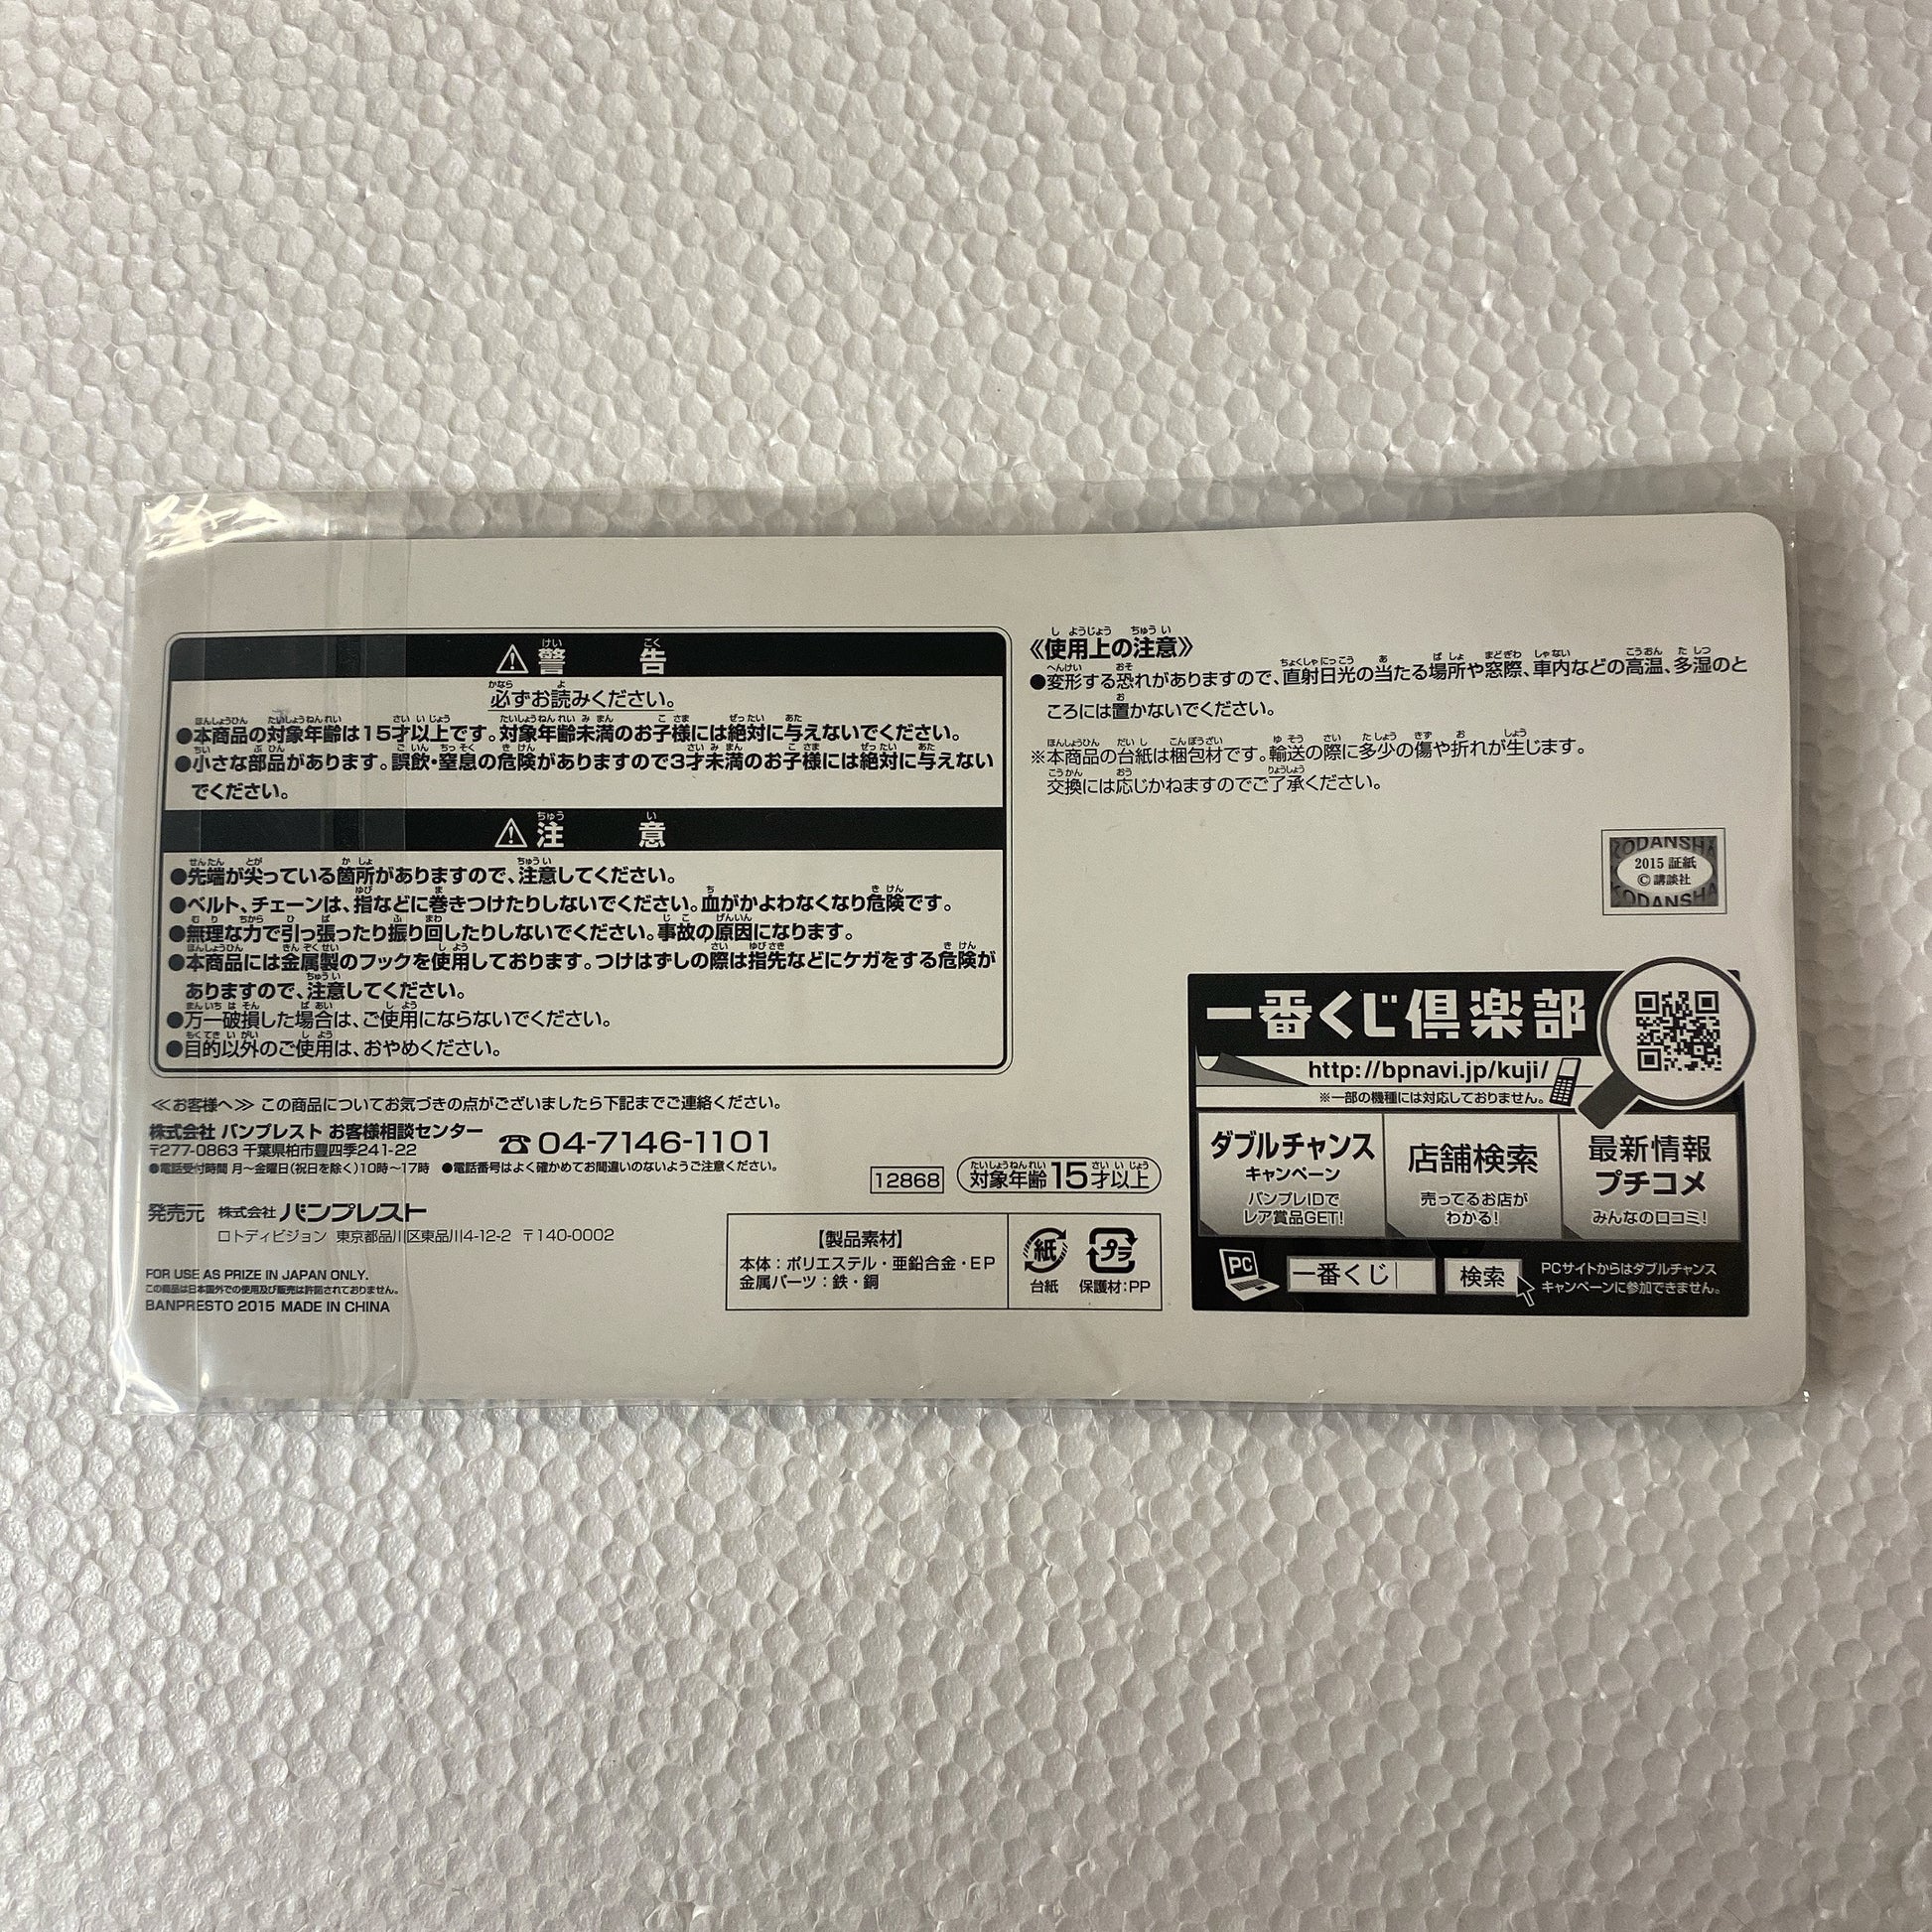 警告
必ずお読みください。
●本商品の対象年齢は15才以上です。対象年齢未満のお子様には絶対に与えないでください。
●小さな部品があります。誤飲・窒息の危険がありますので3才未満のお子様には絶対に与えない
でください。
注意
●先端が尖っている箇所がありますので、注意してください。
●ベルト、チェーンは、指などに巻きつけたりしないでください。血がかよわなくなり危険です。
●無理な力で引っ張ったり振り回したりしないでください。事故の原因になります。
●本商品には金属製のフックを使用しております。つけはずしの際は指先などにケガをする危険が
ありますので、注意してください。
●万一破損した場合は、ご使用にならないでください。
●目的以外のご使用は、おやめください。
≪お客様へ≫ この商品についてお気づきの点がございましたら下記までご連絡ください。
株式会社 バンプレスト お客様相談センター
〒277-0863 千葉県柏市豊四季241-22
☎04-7146-1101
●電話受付時間 月〜金曜日(祝日を除く)10時〜17時 ●電話番号はよく確かめてお間違いのないようご注意ください。
発売元 株式会社バンプレスト
ロトディビジョン 東京都品川区東品川4-12-2 〒140-0002
FOR USE AS PRIZE IN JAPAN ONLY.
この商品は日本国外での使用及び販売は許諾されておりません。
BANPRESTO 2015 MADE IN CHINA
12868
対象年齢15才以上
【製品素材】
本体：ポリエステル・亜鉛合金・EP
金属パーツ：鉄・銅
紙
台紙
プラ
保護材：PP
《使用上の注意》
●変形する恐れがありますので、直射日光の当たる場所や窓際、車内などの高温、多湿のと
ころには置かないでください。
※本商品の台紙は梱包材です。輸送の際に多少の傷や折れが生じます。
交換には応じかねますのでご了承ください。
KODANSHA
2015 証紙
© 講談社
KODANSHA
一番くじ倶楽部
http://bpnavi.jp/kuji/
※一部の機種には対応しておりません。
ダブルチャンス
キャンペーン
バンプレIDで
レア賞品GET!
店舗検索
売ってるお店が
わかる!
最新情報
プチコメ
みんなの口コミ!
PC
一番くじ
検索
PCサイトからはダブルチャンス
キャンペーンに参加できません。